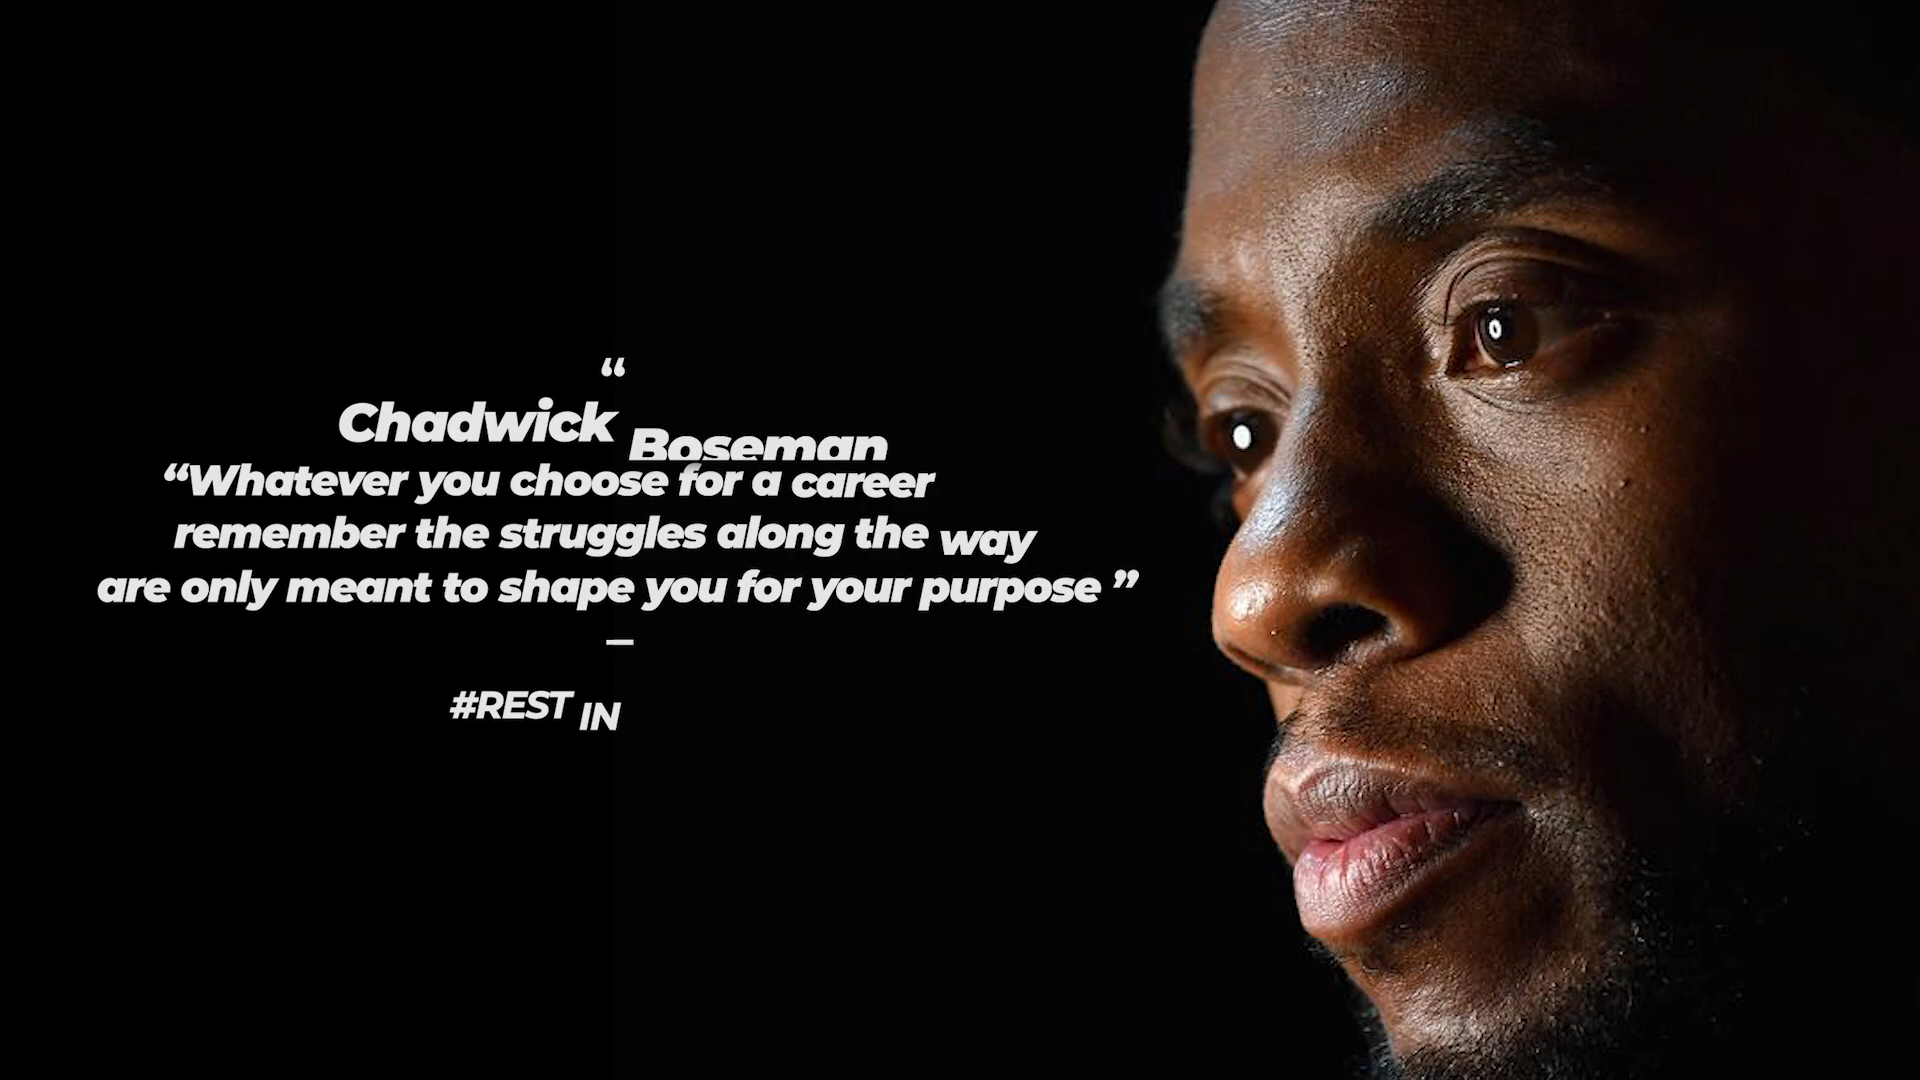 “
Chadwick Boseman
“Whatever you choose for a career
remember the struggles along the way
are only meant to shape you for your purpose ”
–
#REST IN